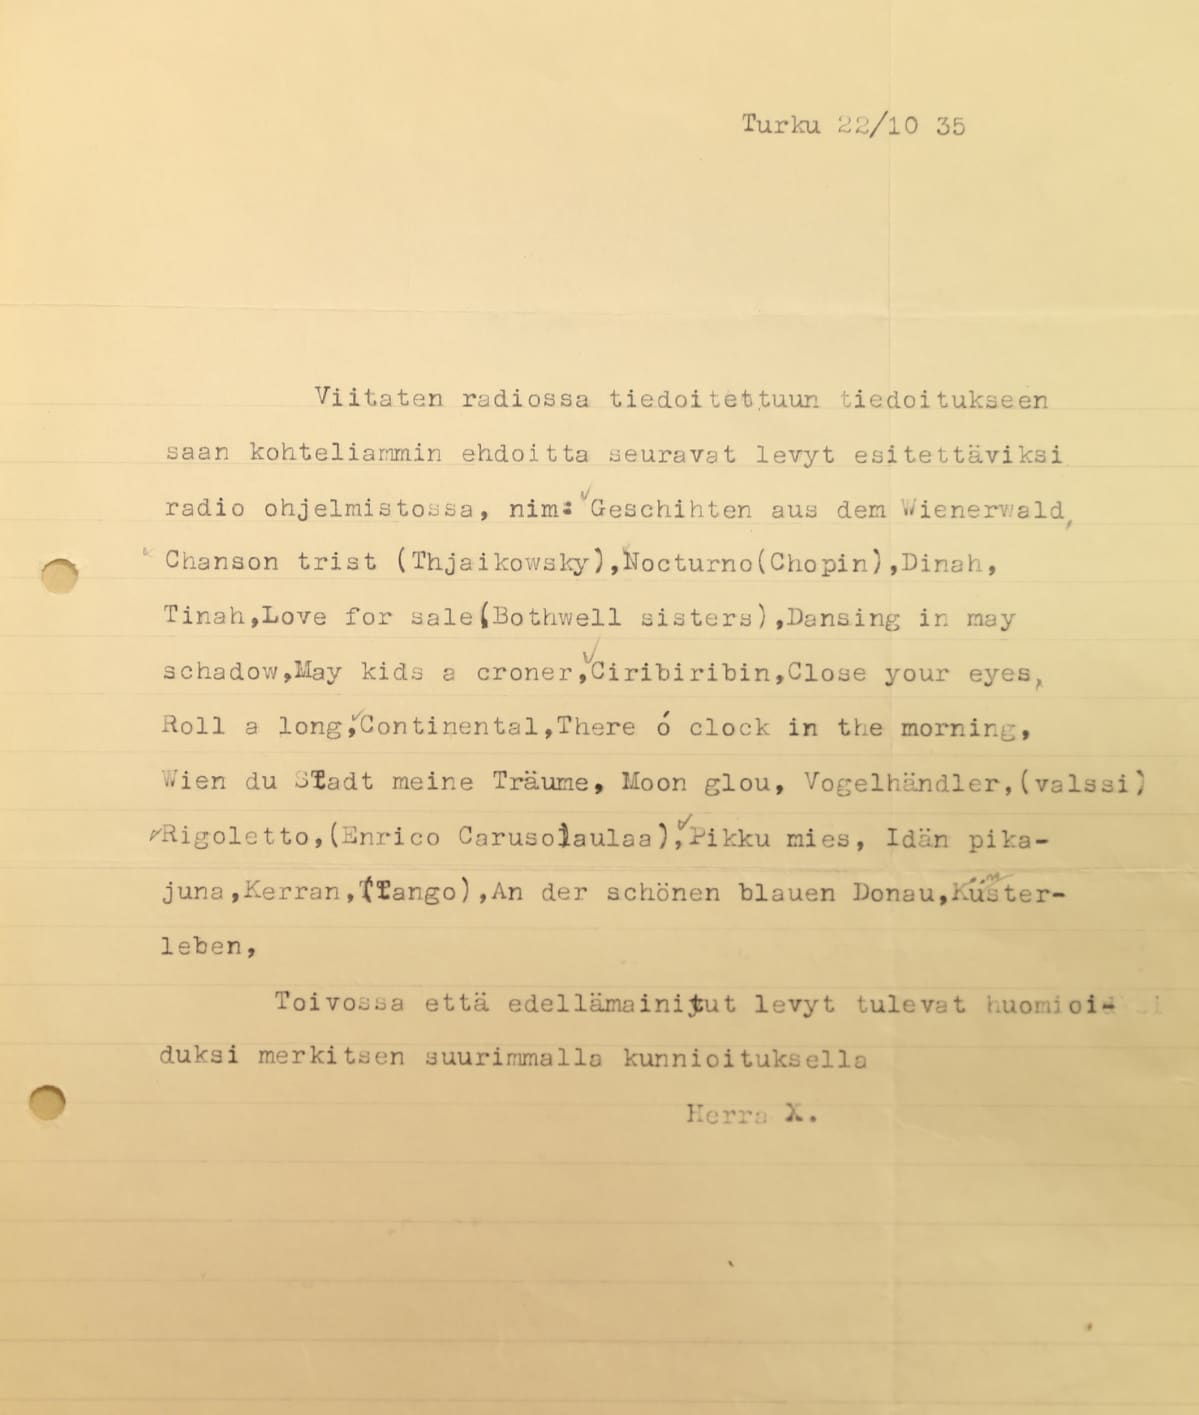 Turku 22/10 35
Viitaten radiossa tiedoitettuun tiedoitukseen
saan kohteliammin ehdoitta seuravat levyt esitettäviksi
radio ohjelmistossa, nim: Geschihten aus dem Wienerwald,
Chanson trist (Thjaikowsky),Nocturno(Chopin),Dinah,
Tinah,Love for sale(Bothwell sisters),Dansing in may
schadow,May kids a croner,Ciribiribin,Close your eyes,
Roll a long,Continental,There ó clock in the morning,
Wien du Stadt meine Träume, Moon glou, Vogelhändler,(valssi)
Rigoletto,(Enrico Carusolaulaa),Pikku mies, Idän pika-
juna,Kerran,(Tango),An der schönen blauen Donau,Küster-
leben,
Toivossa että edellämainitut levyt tulevat huomioi-
duksi merkitsen suurimmalla kunnioituksella
Herra X.